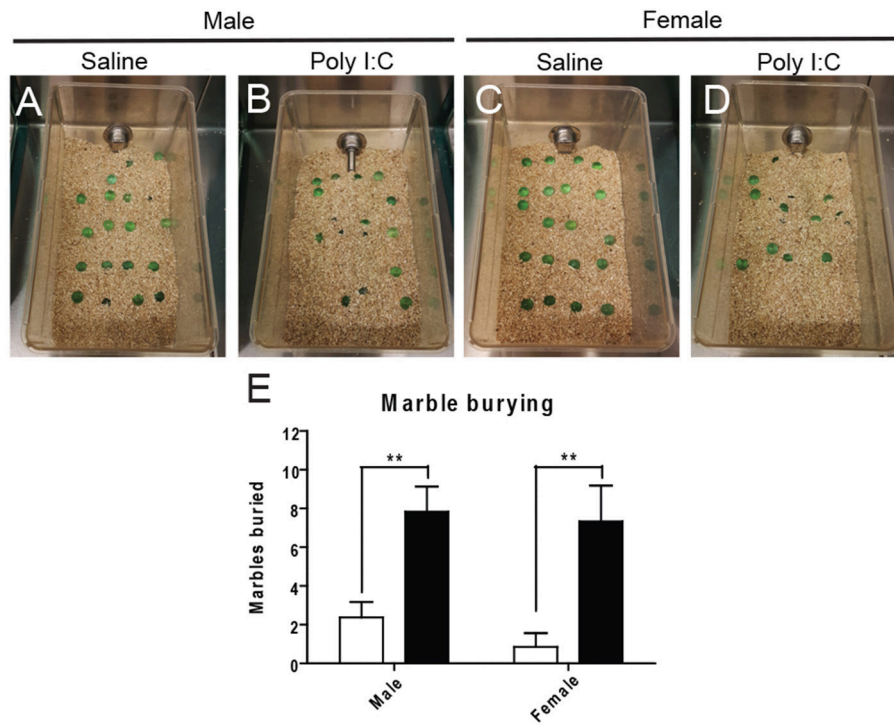 Male Female
Saline Poly I:C Saline Poly I:C
A B C D
E
Marble burying
Marbles buried
12
10
8
6
4
2
0
** **
Male Female